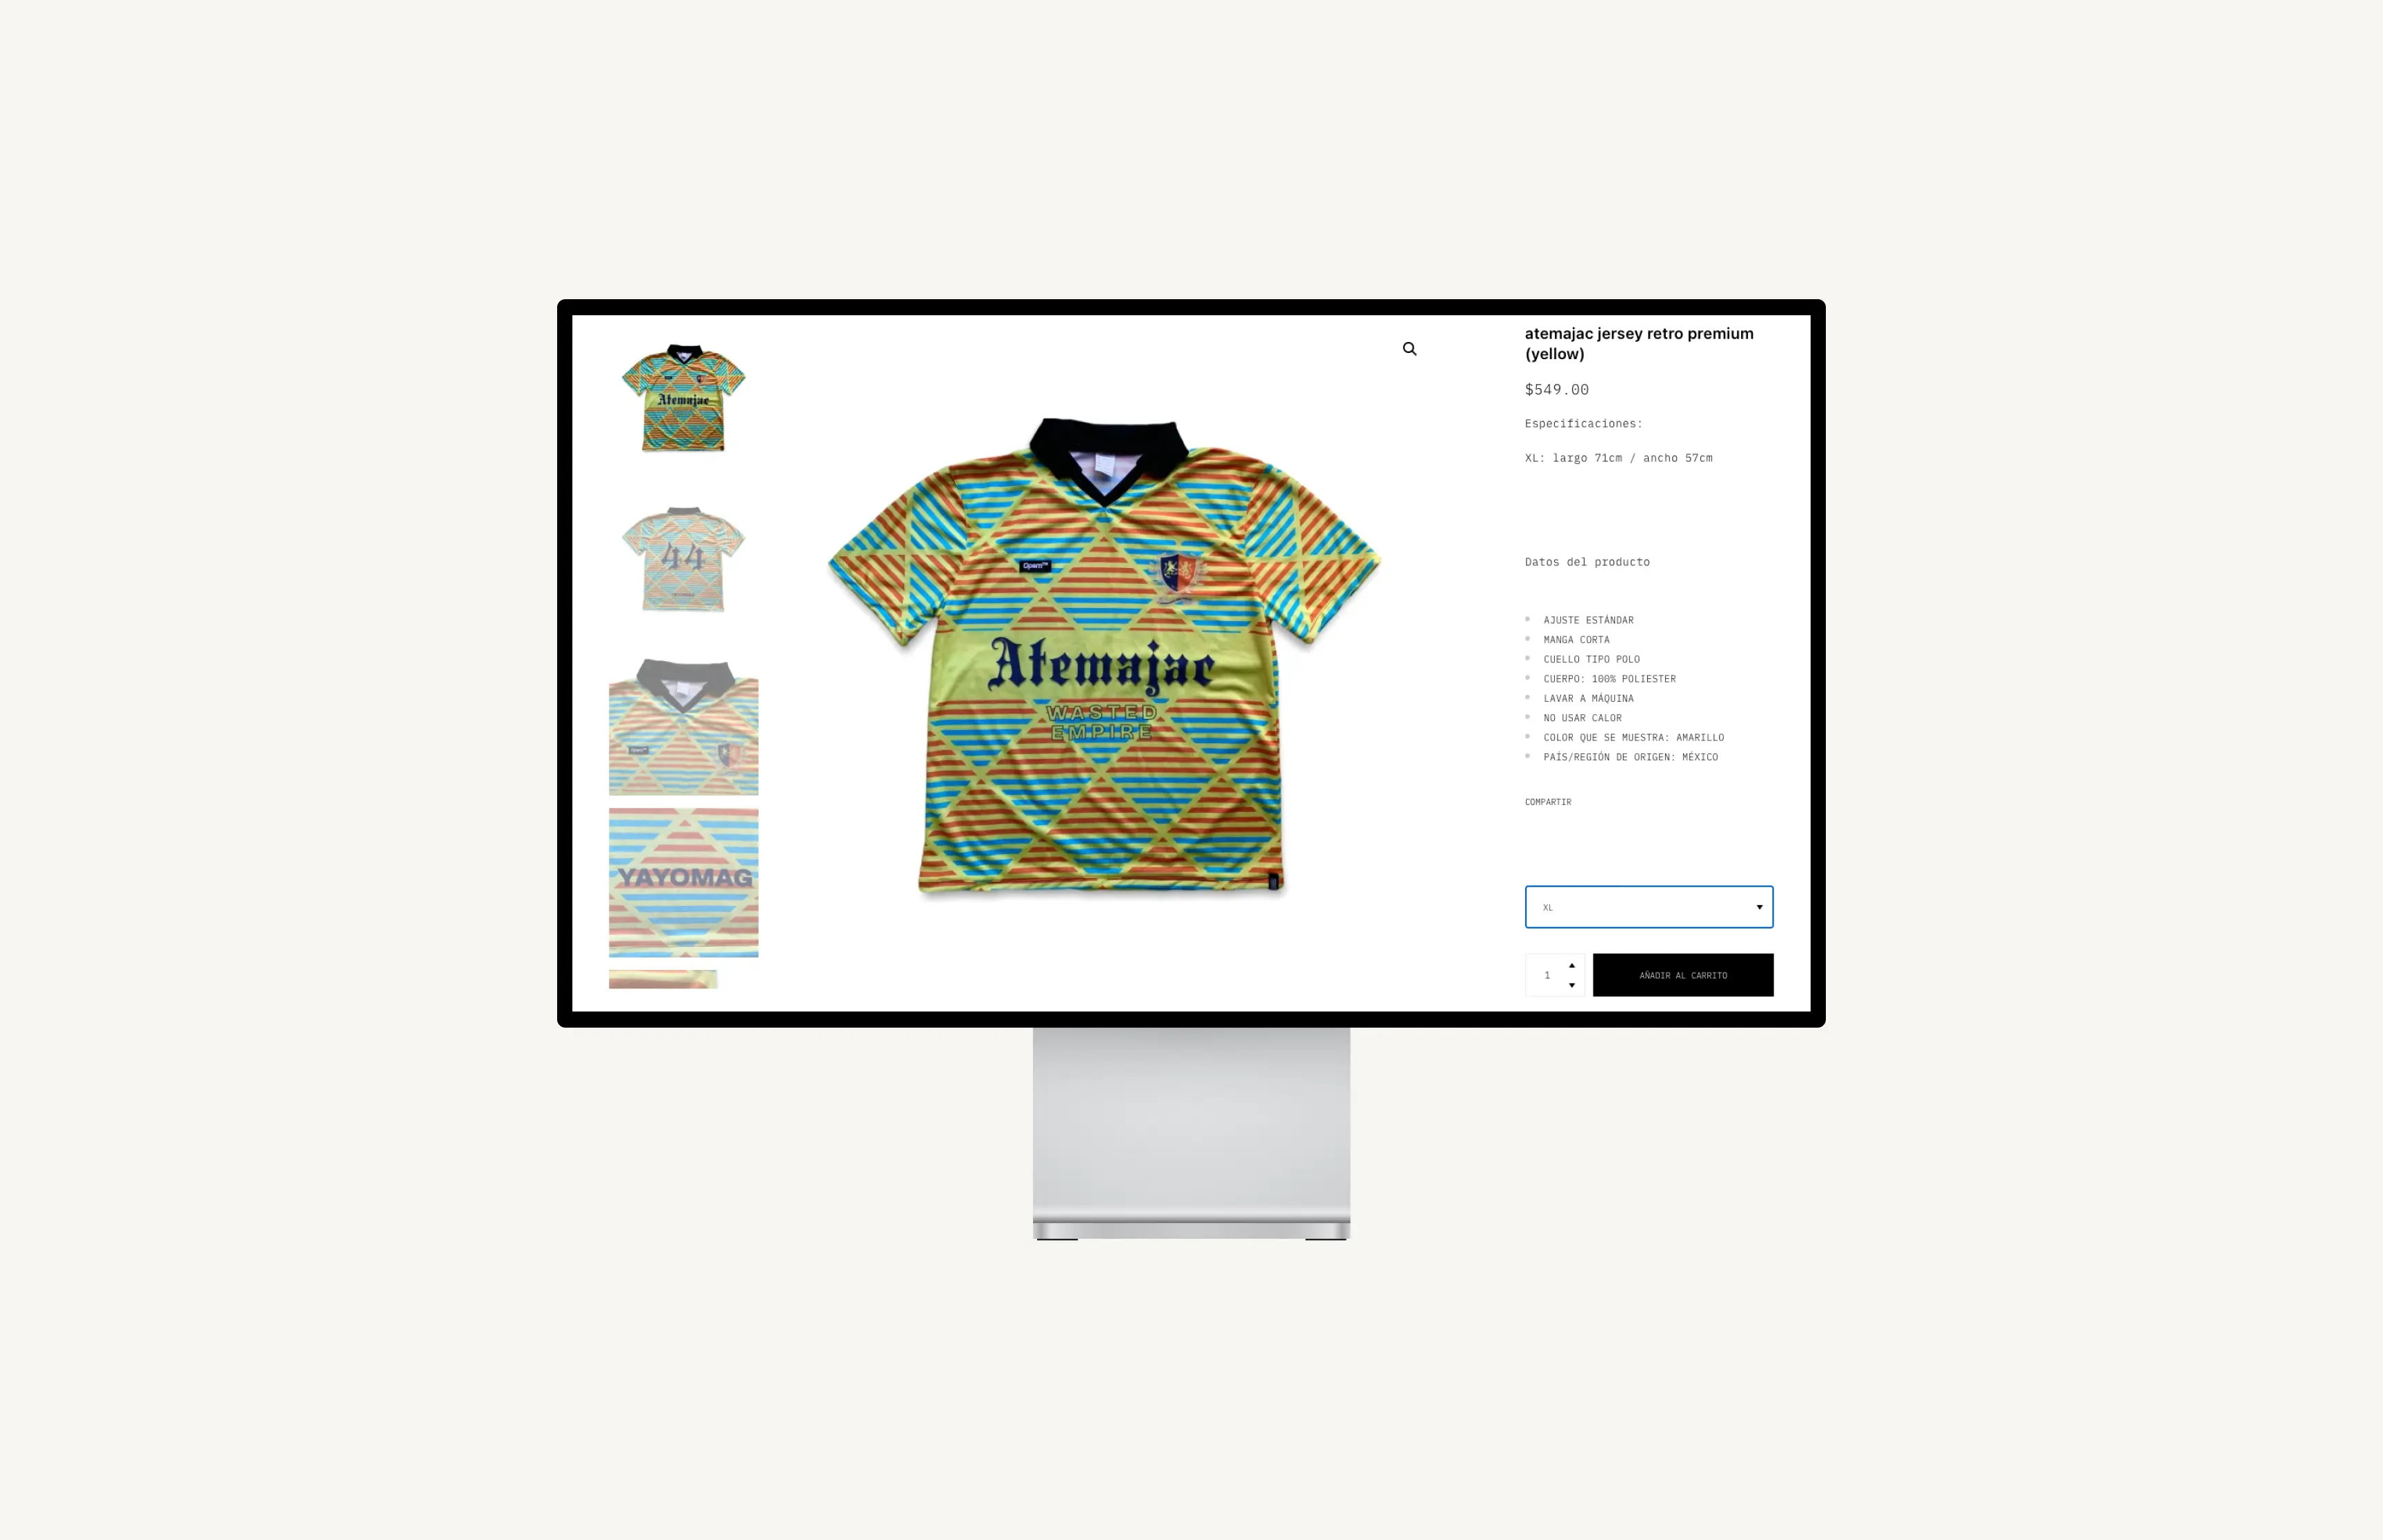 Atemajac
44
YAYOMAG
Opem™
Atemajac
WASTED
EMPIRE
atemajac jersey retro premium
(yellow)
$549.00
Especificaciones:
XL: largo 71cm / ancho 57cm
Datos del producto
AJUSTE ESTÁNDAR
MANGA CORTA
CUELLO TIPO POLO
CUERPO: 100% POLIESTER
LAVAR A MÁQUINA
NO USAR CALOR
COLOR QUE SE MUESTRA: AMARILLO
PAÍS/REGIÓN DE ORIGEN: MÉXICO
COMPARTIR
XL
1
AÑADIR AL CARRITO